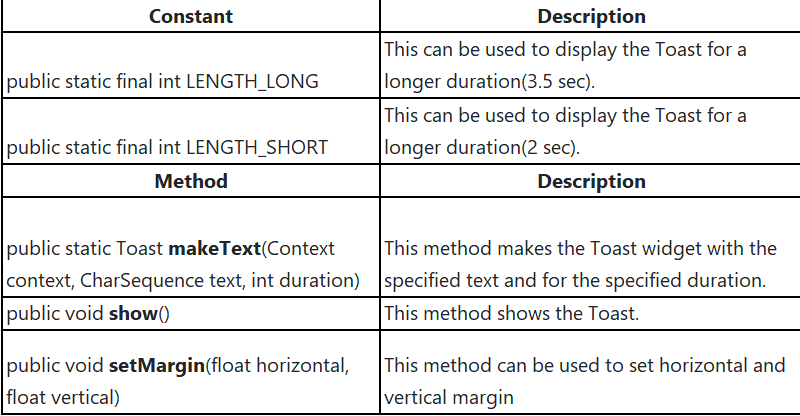 Constant
Description
public static final int LENGTH_LONG
This can be used to display the Toast for a
longer duration(3.5 sec).
public static final int LENGTH_SHORT
This can be used to display the Toast for a
longer duration(2 sec).
Method
Description
public static Toast makeText(Context
context, CharSequence text, int duration)
This method makes the Toast widget with the
specified text and for the specified duration.
public void show()
This method shows the Toast.
public void setMargin(float horizontal,
float vertical)
This method can be used to set horizontal and
vertical margin